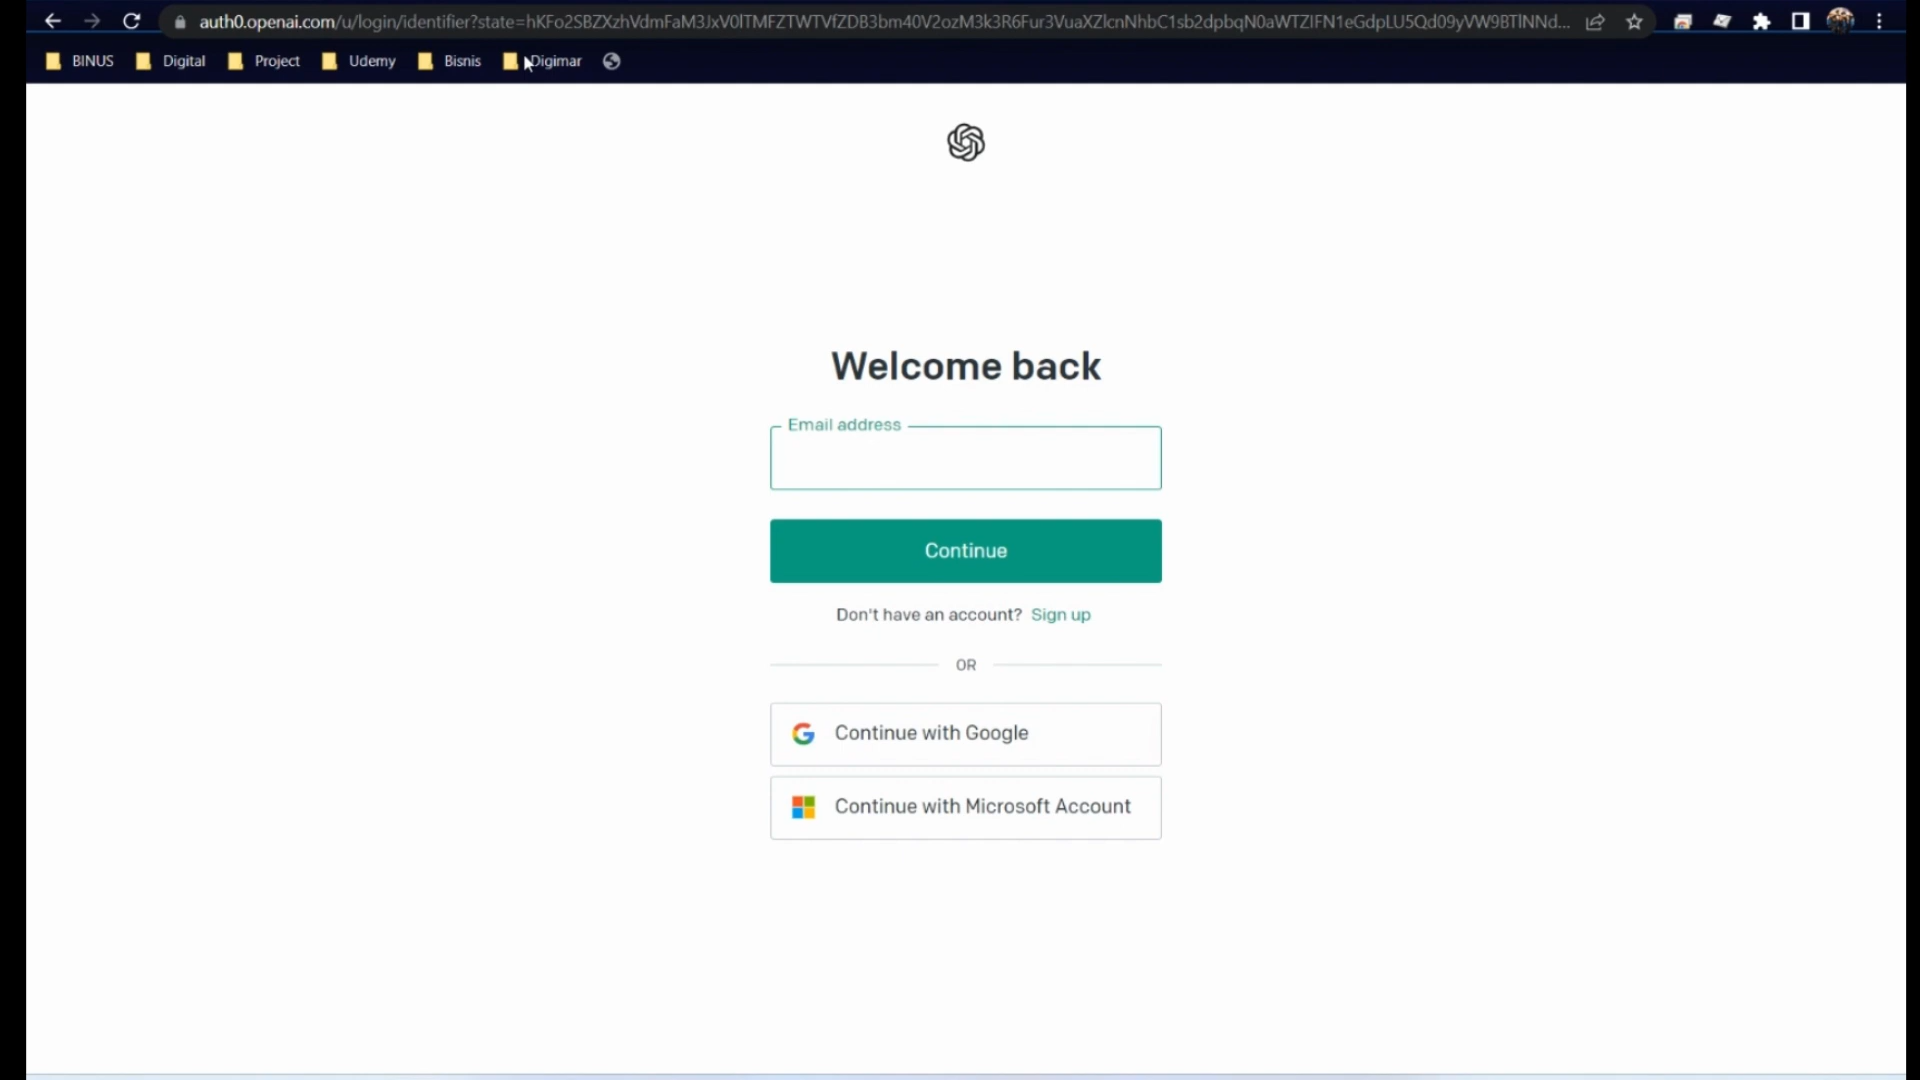 auth0.openai.com/u/login/identifier?state=
BINUS Digital Project Udemy Bisnis Digimar
Welcome back
Email address
Continue
Don't have an account? Sign up
OR
Continue with Google
Continue with Microsoft Account